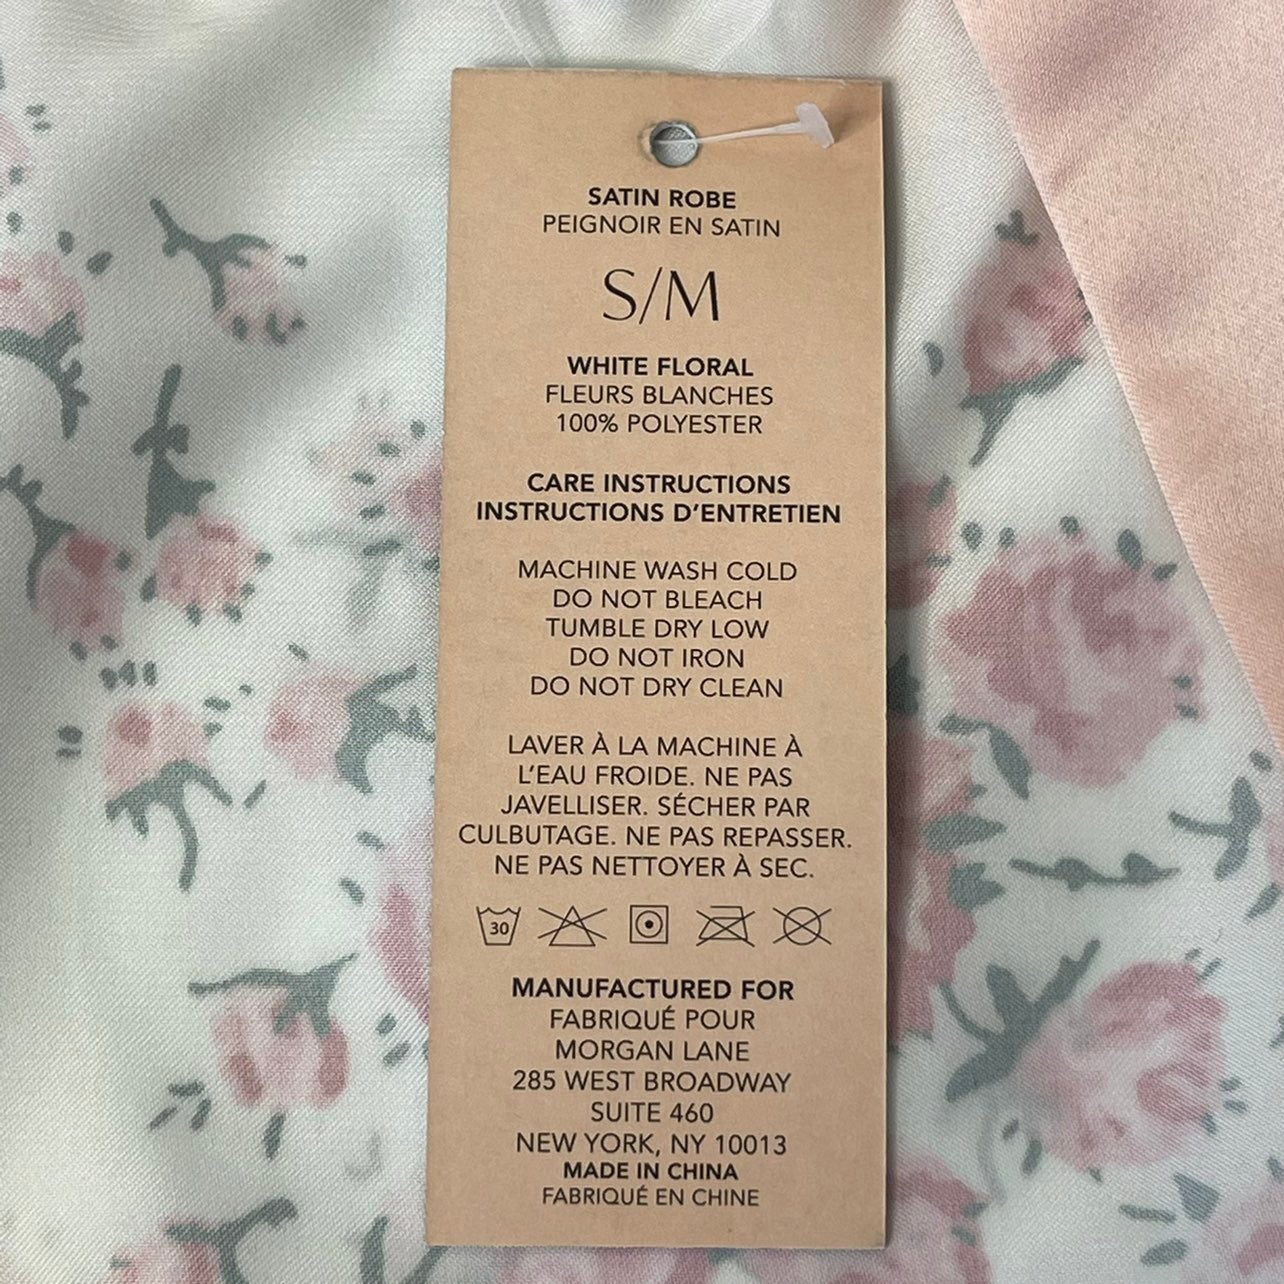 SATIN ROBE
PEIGNOIR EN SATIN
S/M
WHITE FLORAL
FLEURS BLANCHES
100% POLYESTER
CARE INSTRUCTIONS
INSTRUCTIONS D'ENTRETIEN
MACHINE WASH COLD
DO NOT BLEACH
TUMBLE DRY LOW
DO NOT IRON
DO NOT DRY CLEAN
LAVER À LA MACHINE À
L'EAU FROIDE. NE PAS
JAVELLISER. SÉCHER PAR
CULBUTAGE. NE PAS REPASSER.
NE PAS NETTOYER À SEC.
30
MANUFACTURED FOR
FABRIQUÉ POUR
MORGAN LANE
285 WEST BROADWAY
SUITE 460
NEW YORK, NY 10013
MADE IN CHINA
FABRIQUÉ EN CHINE